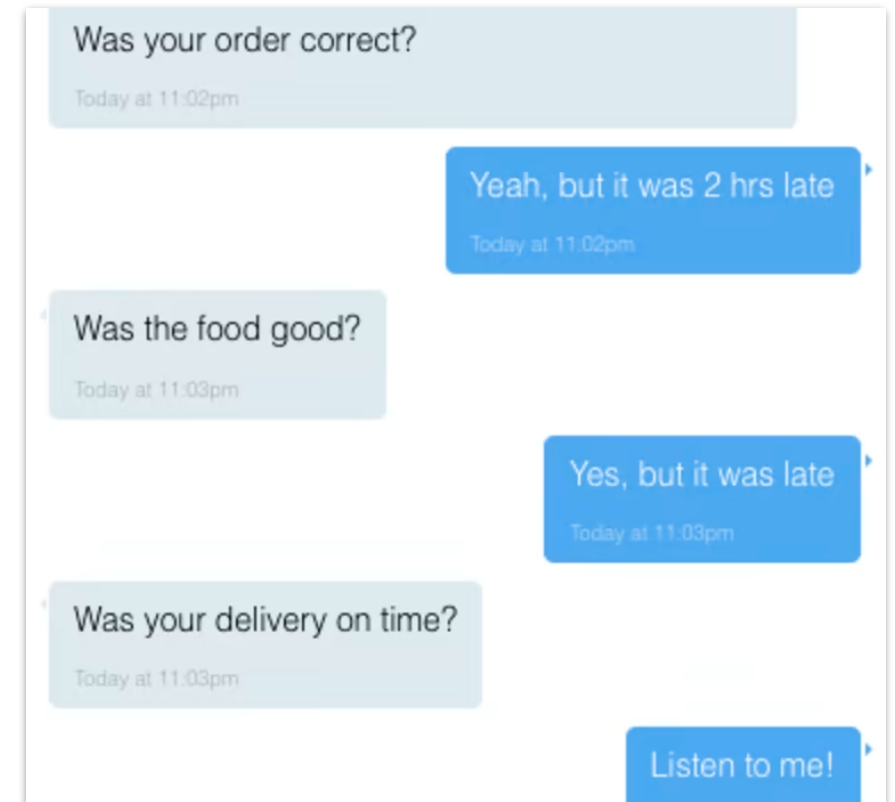 Was your order correct?
Today at 11:02pm
Yeah, but it was 2 hrs late
Today at 11:02pm
Was the food good?
Today at 11:03pm
Yes, but it was late
Today at 11:03pm
Was your delivery on time?
Today at 11:03pm
Listen to me!